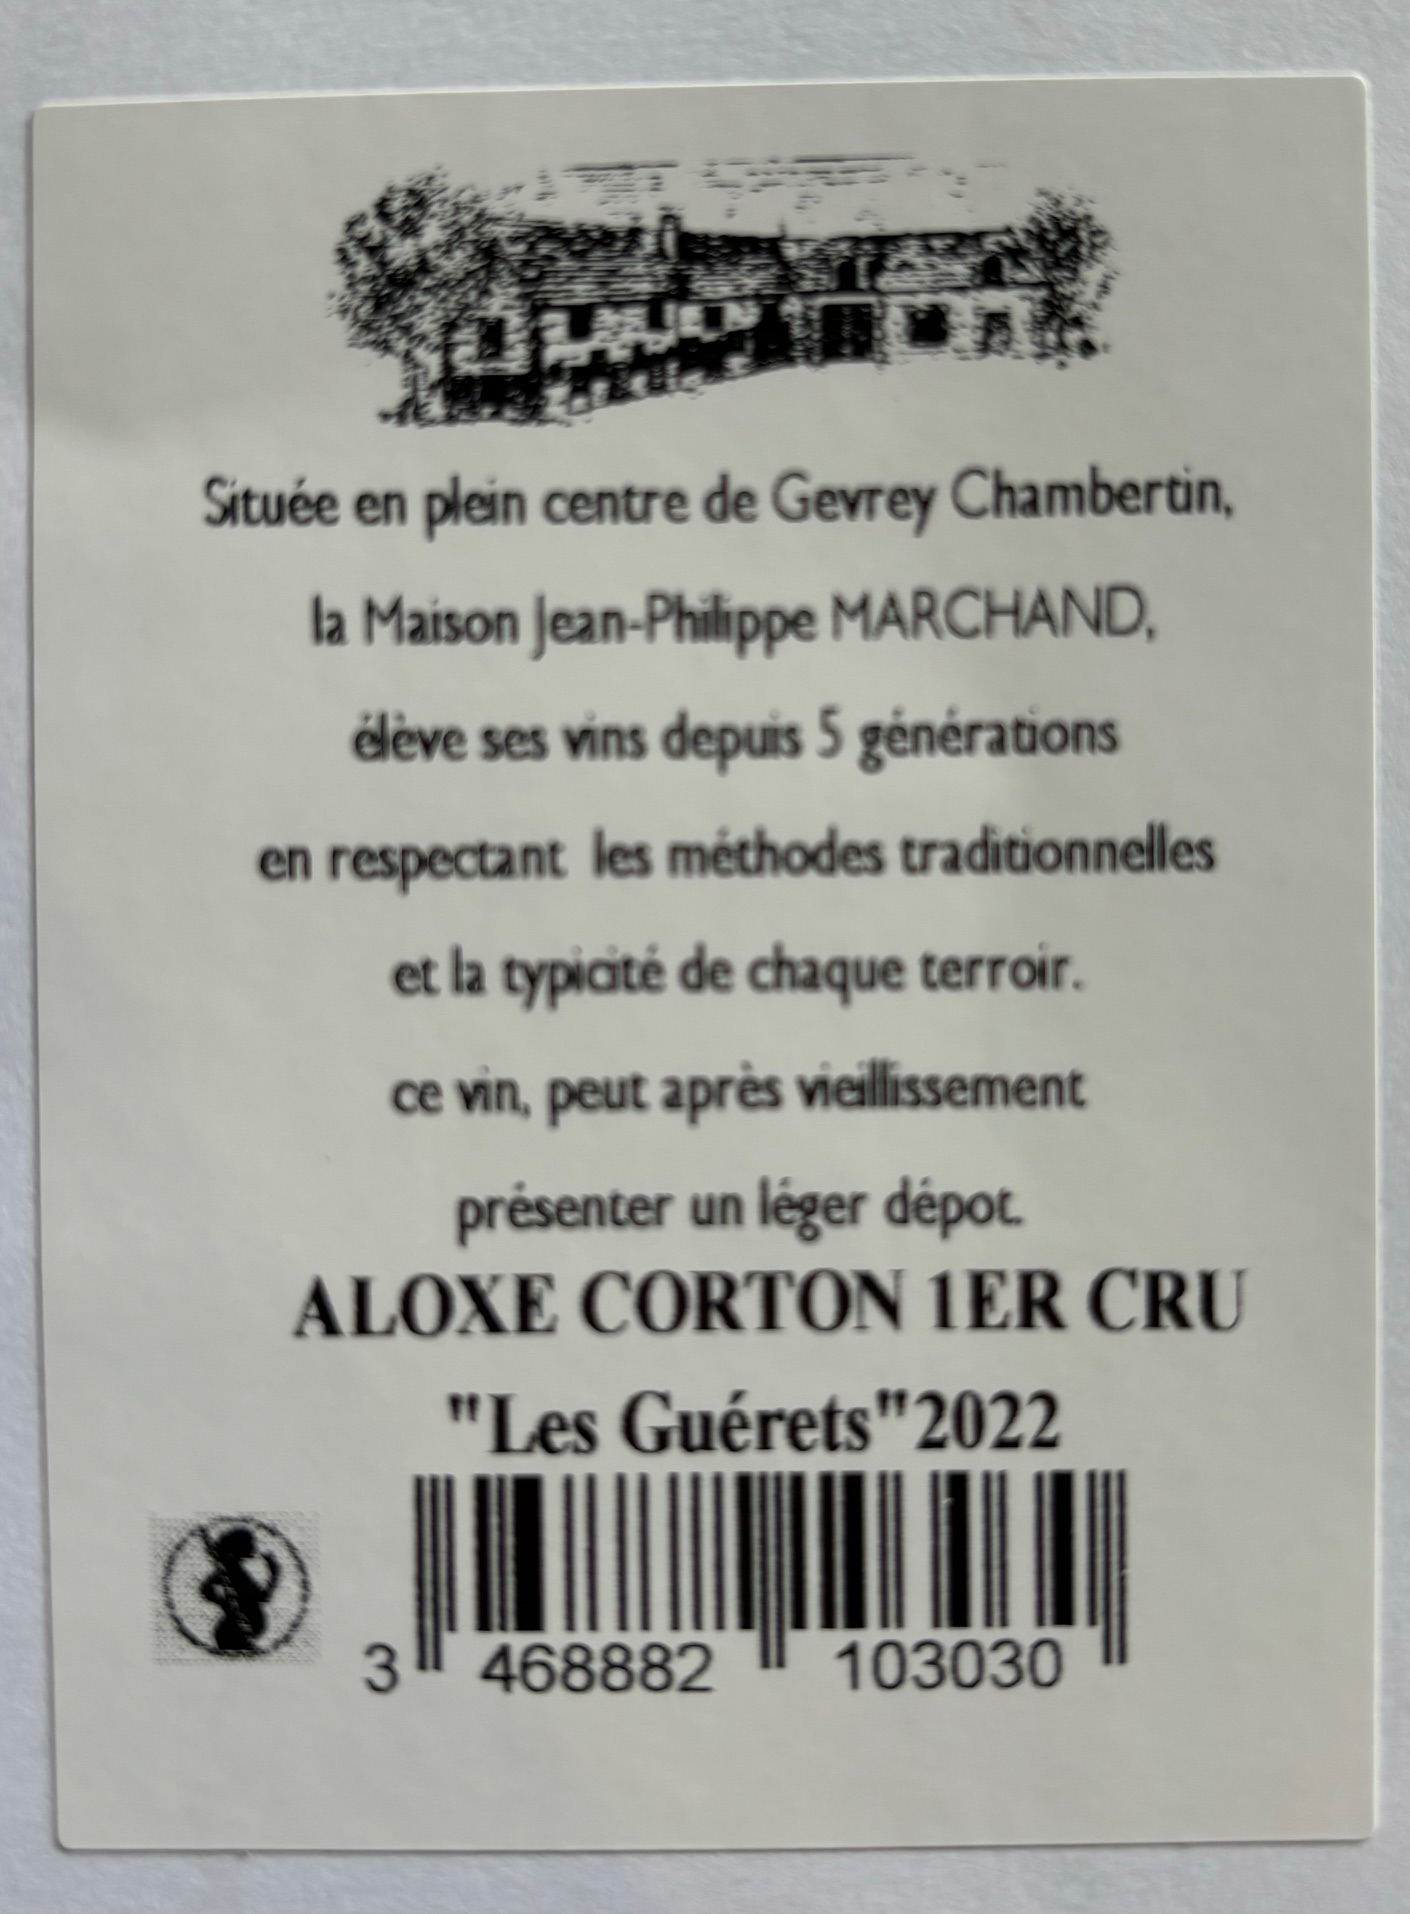 Située en plein centre de Gevrey Chambertin,
la Maison Jean-Philippe MARCHAND,
élève ses vins depuis 5 générations
en respectant les méthodes traditionnelles
et la typicité de chaque terroir.
ce vin, peut après vieillissement
présenter un léger dépot.
ALOXE CORTON 1ER CRU
"Les Guérets"2022
3 468882 103030